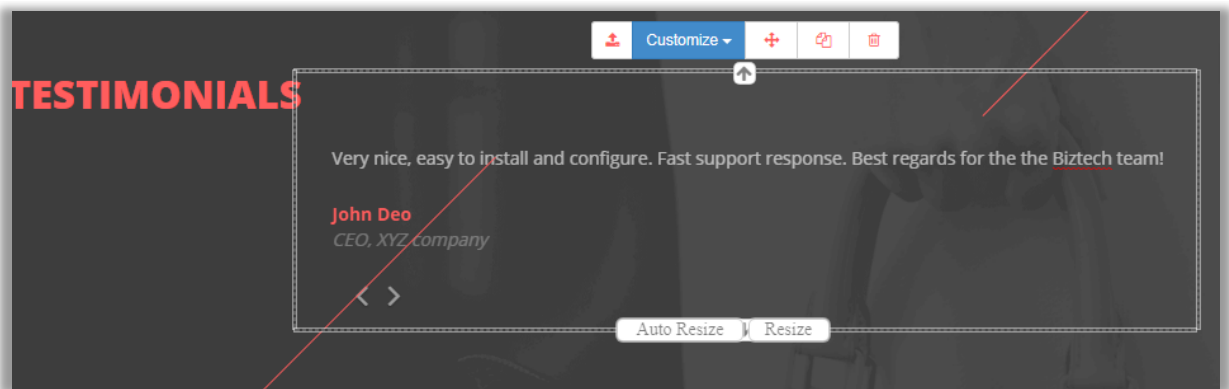 Customize
TESTIMONIALS
Very nice, easy to install and configure. Fast support response. Best regards for the the Biztech team!
John Deo
CEO, XYZ company
Auto Resize
Resize